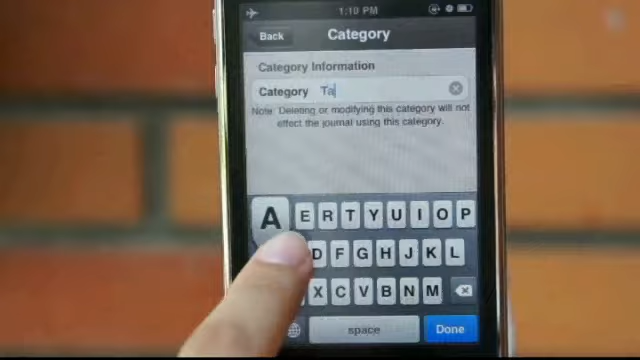 1:10 PM
Back Category
Category Information
Category Ta
Note: Deleting or modifying this category will not
effect the journal using this category.
A E R T Y U I O P
D F G H J K L
X C V B N M
space Done